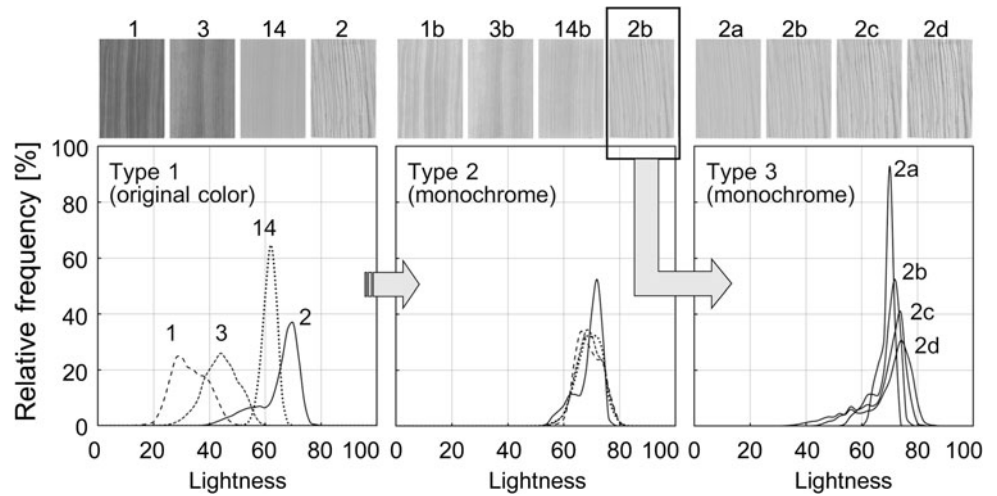 1 3 14 2 1b 3b 14b 2b 2a 2b 2c 2d
Relative frequency [%]
100
80
60
40
20
0
Type 1
(original color)
14
1
3
2
0 20 40 60 80 100
Lightness
Type 2
(monochrome)
0 20 40 60 80 100
Lightness
Type 3
(monochrome)
2a
2b
2c
2d
0 20 40 60 80 100
Lightness